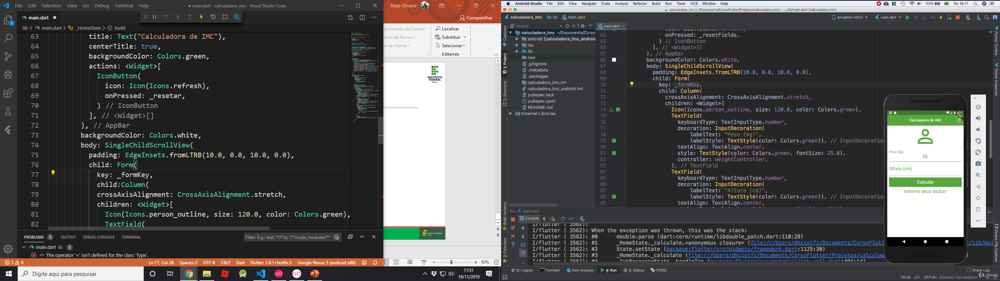 File Edit Selection View Go Debug Terminal Help
● main.dart - calculadora_imc - Visual Studio Code
main.dart ●
lib > main.dart > _HomeState > build
63 title: Text("Calculadora de IMC"),
64 centerTitle: true,
65 backgroundColor: Colors.green,
66 actions: <Widget>[
67 IconButton(
68 icon: Icon(Icons.refresh),
69 onPressed: _resetar,
70 ) // IconButton
71 ], // <Widget>[]
72 ), // AppBar
73 backgroundColor: Colors.white,
74 body: SingleChildScrollView(
75 padding: EdgeInsets.fromLTRB(10.0, 0.0, 10.0, 0.0),
76 child: Form(
77 key: _formKey,
78 child:Column(
79 crossAxisAlignment: CrossAxisAlignment.stretch,
80 children: <Widget>[
81 Icon(Icons.person_outline, size: 120.0, color: Colors.green),
82 TextField(
PROBLEMS 5 OUTPUT DEBUG CONSOLE TERMINAL
Filter. E.g.: text, **/*.ts, !**/node_modules/**
main.dart lib 5
The operator '<' isn't defined for the class 'Type'.
5 0
Ln 77, Col 26 Spaces: 2 UTF-8 CRLF Dart Flutter: 1.9.1+hotfix.5 Google Nexus 5 (android-x86)
Digite aqui para pesquisar
11:51
19/11/2019
Rildo Oliveira
Compartilhar
nchimento da Forma
orno da Forma
os de Forma
Localizar
Substituir
Selecionar
Editando
INSTITUTO
FEDERAL
Piauí
INSTITUTO FEDERAL
82%
Android Studio File Edit View Navigate Code Analyze Refactor Build Run Tools VCS Window Help
100% Ter 15:11
calculadora_imc [~/Documents/CursoFlutter/Projetos/calculadora_imc] - .../lib/main.dart [calculadora_imc]
calculadora_imc lib main.dart
emulator-5554 main.dart
Project
main.dart
Captures
1: Project
Z: Structure
Build Variants
2: Favorites
calculadora_imc ~/Documents/Curso
android [calculadora_imc_android
ios
lib
test
.gitignore
.metadata
.packages
calculadora_imc.iml
calculadora_imc_android.iml
pubspec.lock
pubspec.yaml
README.md
External Libraries
icon: Icon(Icons.refresh),
62 onPressed: _resetFields,
63 ) // IconButton
64 ], // <Widget>[]
65 ), // AppBar
66 backgroundColor: Colors.white,
67 body: SingleChildScrollView(
68 padding: EdgeInsets.fromLTRB(10.0, 0.0, 10.0, 0.0),
69 child: Form(
70 key: _formKey,
71 child: Column(
72 crossAxisAlignment: CrossAxisAlignment.stretch,
73 children: <Widget>[
74 Icon(Icons.person_outline, size: 120.0, color: Colors.green),
75 TextField(
76 keyboardType: TextInputType.number,
77 decoration: InputDecoration(
78 labelText: "Peso (kg)",
79 labelStyle: TextStyle(color: Colors.green)), // InputDecoratio
80 textAlign: TextAlign.center,
81 style: TextStyle(color: Colors.green, fontSize: 25.0),
82 controller: weightController,
83 ), // TextField
84 TextField(
85 keyboardType: TextInputType.number,
86 decoration: InputDecoration(
87 labelText: "Altura (cm)",
88 labelStyle: TextStyle(color: Colors.green)), // InputDecoratio
89 textAlign: TextAlign.center,
Flutter Outline
Flutter Inspector
Device File Explorer
Calculadora de IMC
Peso (kg)
56
Altura (cm)
Calcular
Informe seus dados!
Run main.dart
Console
I/flutter ( 3562):
I/flutter ( 3562): When the exception was thrown, this was the stack:
I/flutter ( 3562): #0 double.parse (dart:core/runtime/libdouble_patch.dart:110:28)
I/flutter ( 3562): #1 _HomeState._calculate.<anonymous closure> (file:///Users/dhciolfi/Documents/CursoFlutt
t/lib/mai
I/flutter ( 3562): #2 State.setState (package:flutter/src/widgets/framework.dart:1125:30)
I/flutter ( 3562): #3 _HomeState._calculate (file:///Users/dhciolfi/Documents/CursoFlutter/Projetos/calculad
I/flutter ( 3562): #4 _InkResponseState._handleTap (package:flutter/src/material/ink_well.dart:494:14)
6: Logcat Terminal Dart Analysis 4: Run 5: Debug TODO
Event Log
70:24 LF UTF-8 Context: <no context>
Udemy